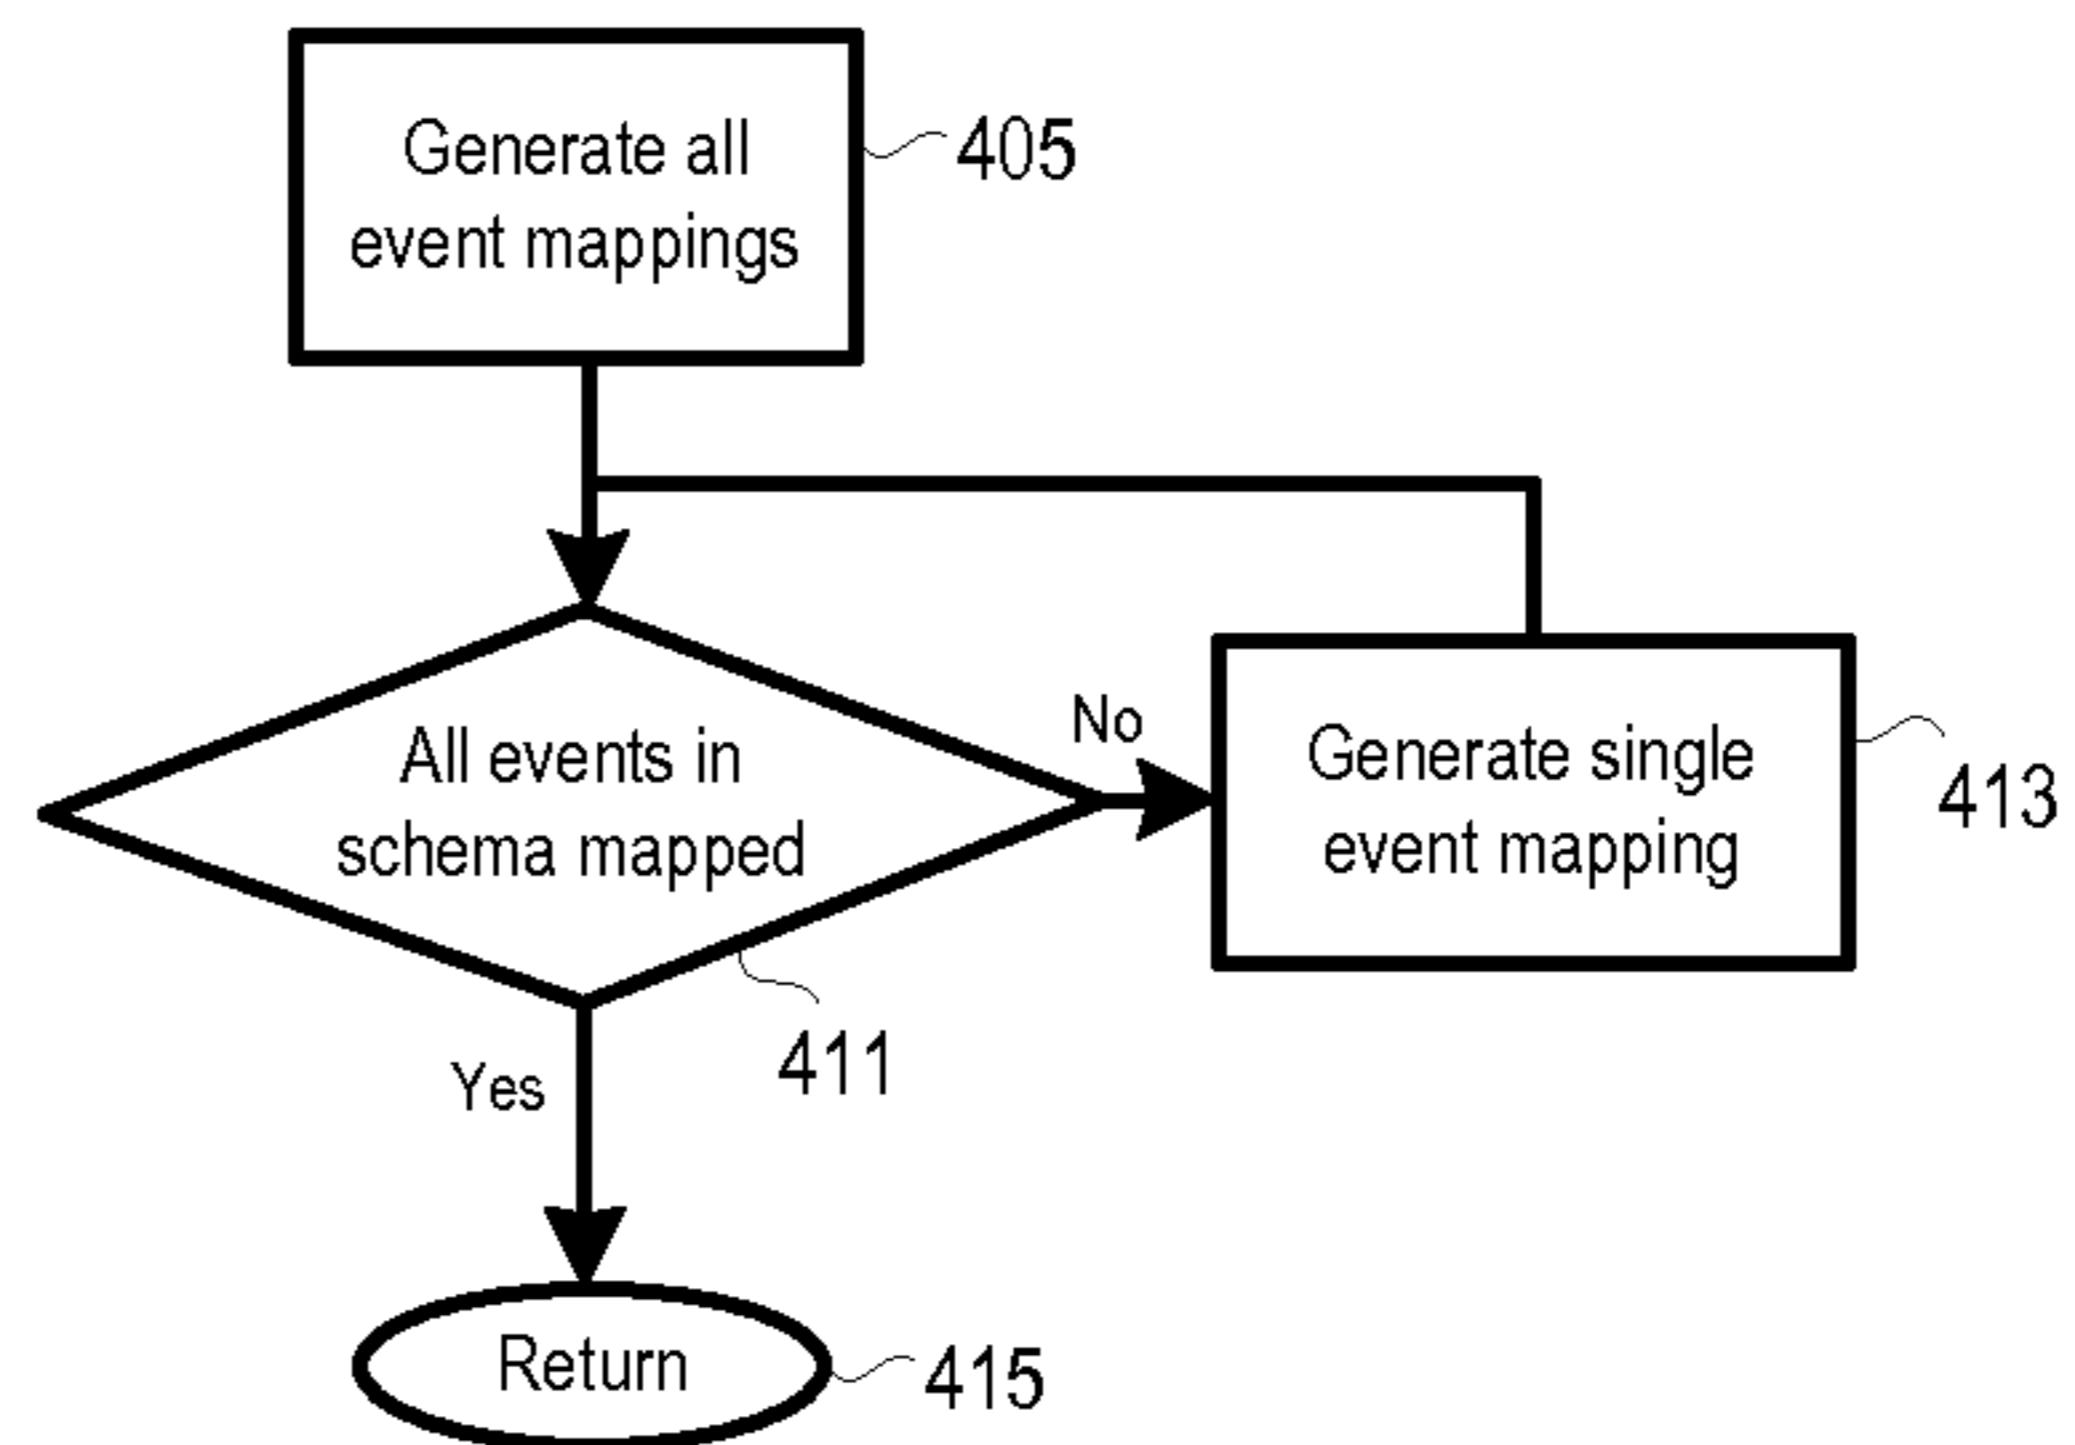 Generate all
event mappings
405
All events in
schema mapped
No
Generate single
event mapping
413
411
Yes
Return
415